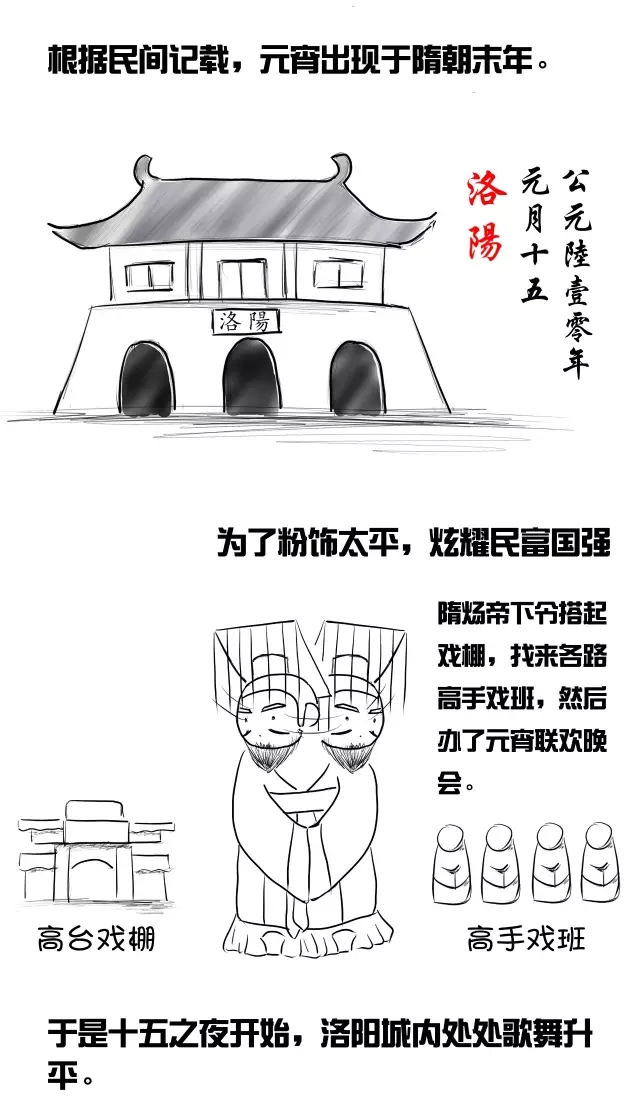 根据民间记载，元宵出现于隋朝末年。
公元陸壹零年
元月十五
洛陽
洛陽
为了粉饰太平，炫耀民富国强
隋炀帝下令搭起
戏棚，找来各路
高手戏班，然后
办了元宵联欢晚
会。
高台戏棚
高手戏班
于是十五之夜开始，洛阳城内处处歌舞升
平。